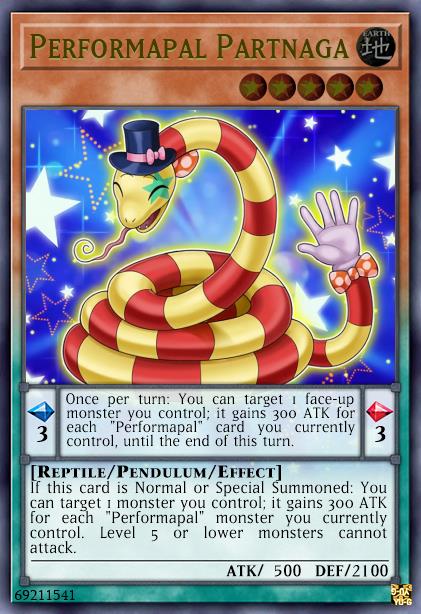 PERFORMAPAL PARTNAGA
EARTH
地
Once per turn: You can target 1 face-up
monster you control; it gains 300 ATK for
each "Performapal" card you currently
control, until the end of this turn.
3
3
[REPTILE/PENDULUM/EFFECT]
If this card is Normal or Special Summoned: You
can target 1 monster you control; it gains 300 ATK
for each "Performapal" monster you currently
control. Level 5 or lower monsters cannot
attack.
ATK/ 500 DEF/2100
69211541